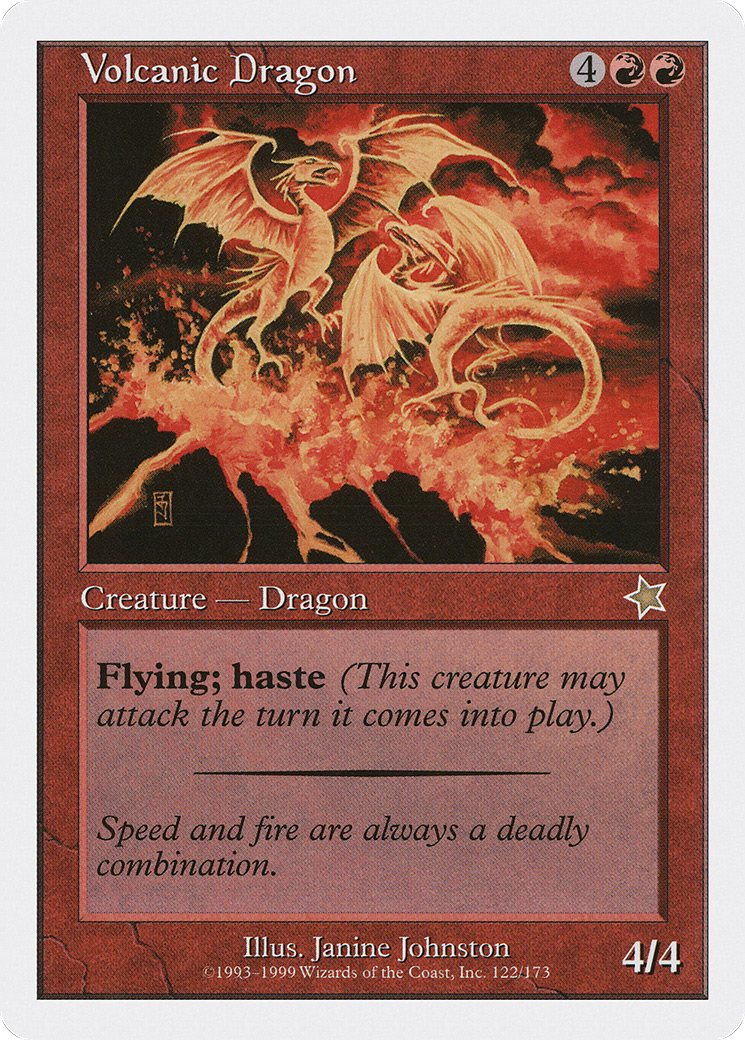 Volcanic Dragon 4
Creature — Dragon
Flying; haste (This creature may
attack the turn it comes into play.)
Speed and fire are always a deadly
combination.
Illus. Janine Johnston
©1993–1999 Wizards of the Coast, Inc. 122/173
4/4